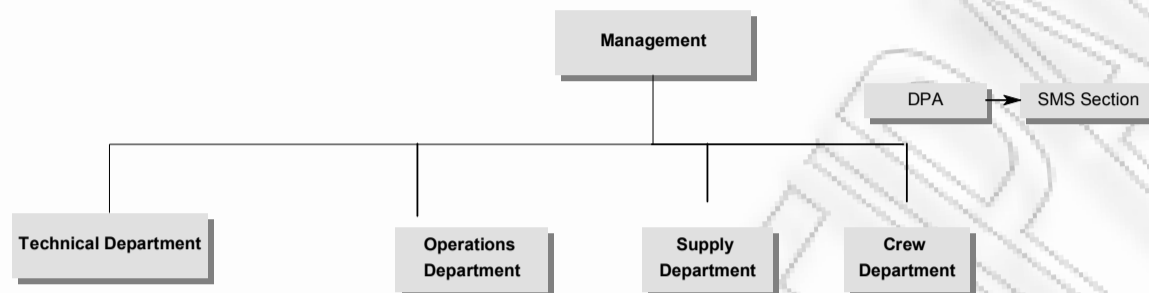 Management
DPA
SMS Section
Technical Department
Operations
Department
Supply
Department
Crew
Department